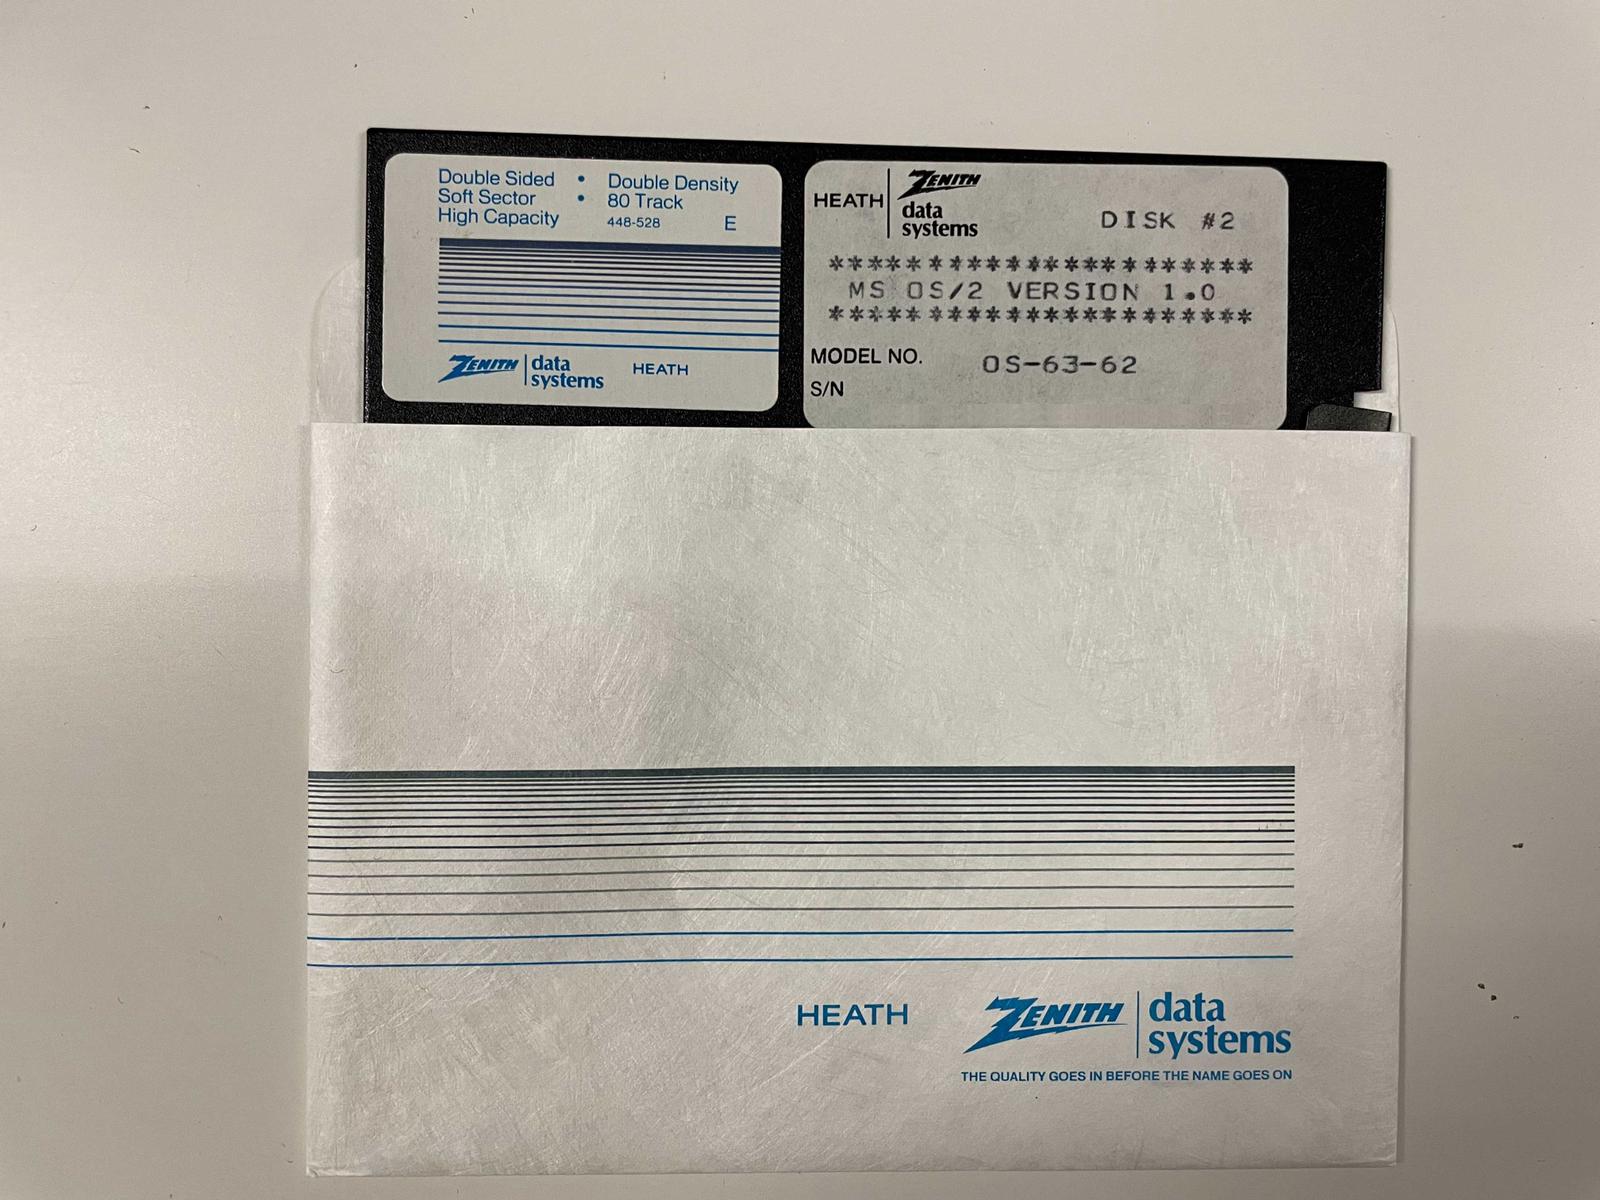 Double Sided • Double Density
Soft Sector • 80 Track
High Capacity 448-528 E
ZENITH data systems HEATH
HEATH ZENITH data systems DISK #2
**********************
MS OS/2 VERSION 1.0
**********************
MODEL NO. OS-63-62
S/N
HEATH ZENITH data systems
THE QUALITY GOES IN BEFORE THE NAME GOES ON